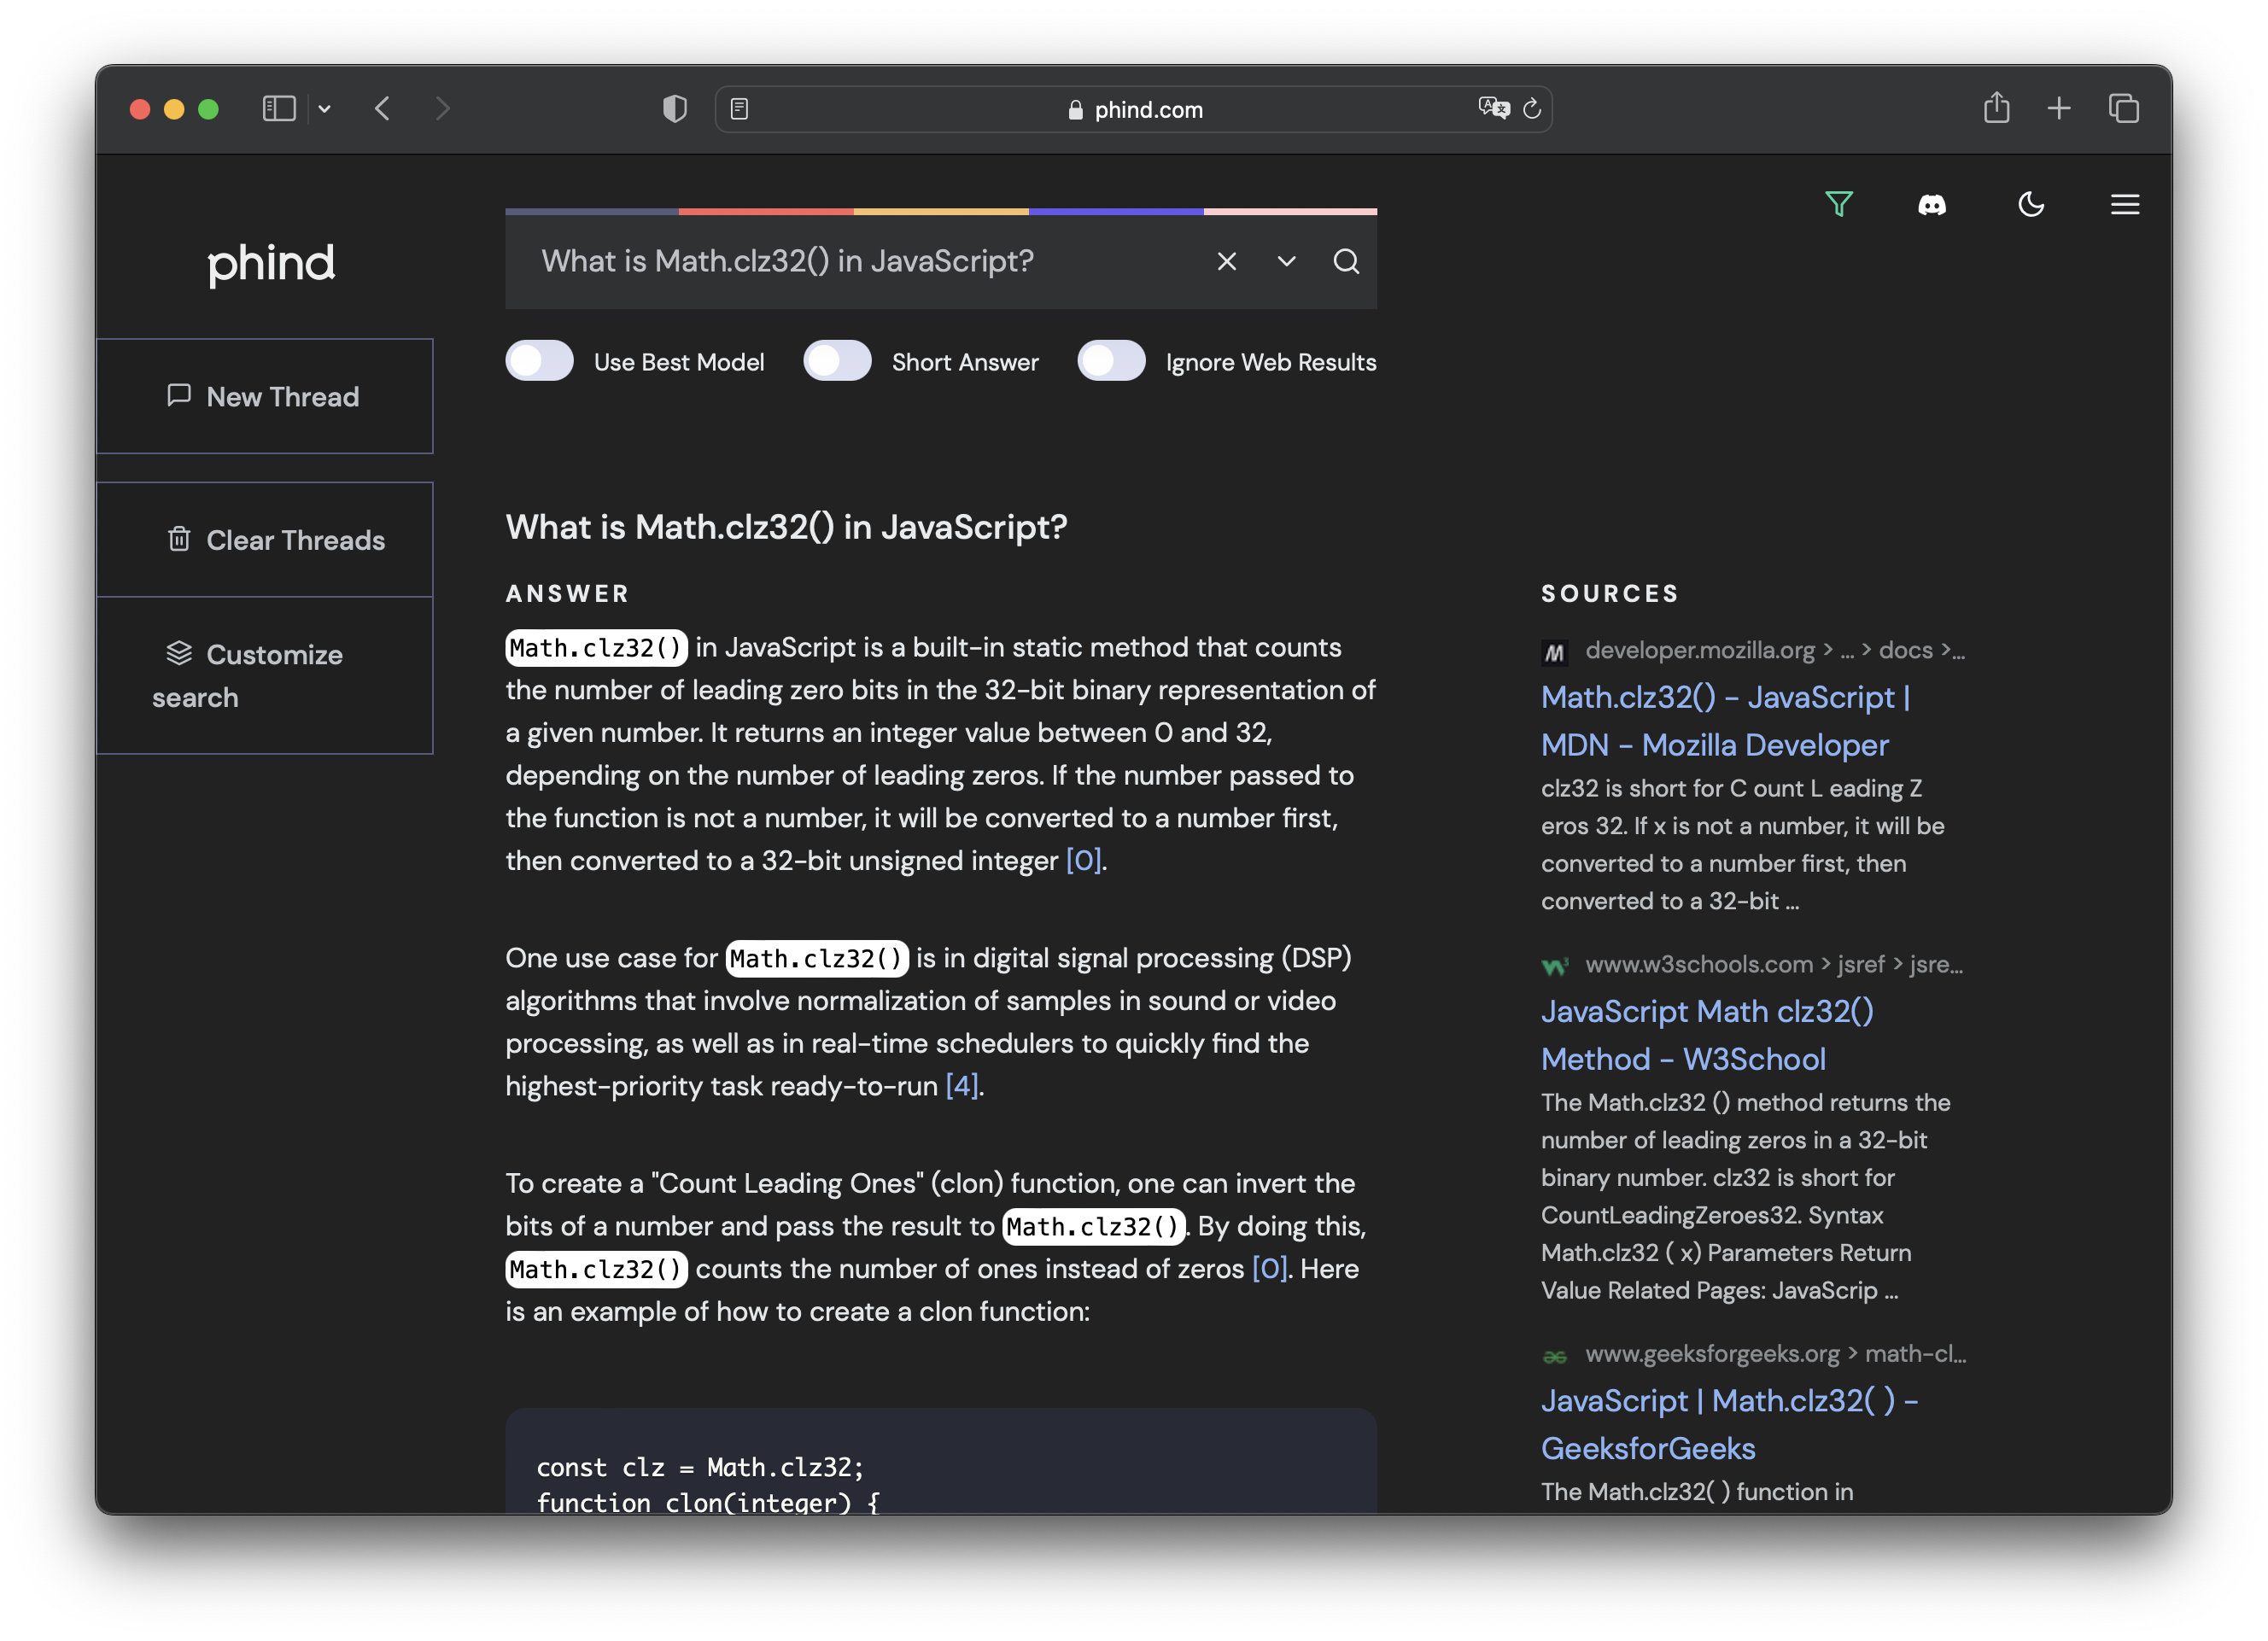 phind.com
phind
What is Math.clz32() in JavaScript?
Use Best Model
Short Answer
Ignore Web Results
New Thread
Clear Threads
Customize
search
What is Math.clz32() in JavaScript?
ANSWER
Math.clz32() in JavaScript is a built-in static method that counts
the number of leading zero bits in the 32-bit binary representation of
a given number. It returns an integer value between 0 and 32,
depending on the number of leading zeros. If the number passed to
the function is not a number, it will be converted to a number first,
then converted to a 32-bit unsigned integer [0].
One use case for Math.clz32() is in digital signal processing (DSP)
algorithms that involve normalization of samples in sound or video
processing, as well as in real-time schedulers to quickly find the
highest-priority task ready-to-run [4].
To create a "Count Leading Ones" (clon) function, one can invert the
bits of a number and pass the result to Math.clz32(). By doing this,
Math.clz32() counts the number of ones instead of zeros [0]. Here
is an example of how to create a clon function:
const clz = Math.clz32;
function clon(integer) {
SOURCES
developer.mozilla.org > ... > docs >...
Math.clz32() - JavaScript |
MDN - Mozilla Developer
clz32 is short for C ount L eading Z
eros 32. If x is not a number, it will be
converted to a number first, then
converted to a 32-bit ...
www.w3schools.com > jsref > jsre...
JavaScript Math clz32()
Method - W3School
The Math.clz32 () method returns the
number of leading zeros in a 32-bit
binary number. clz32 is short for
CountLeadingZeroes32. Syntax
Math.clz32 ( x) Parameters Return
Value Related Pages: JavaScrip ...
www.geeksforgeeks.org > math-cl...
JavaScript | Math.clz32( ) -
GeeksforGeeks
The Math.clz32( ) function in